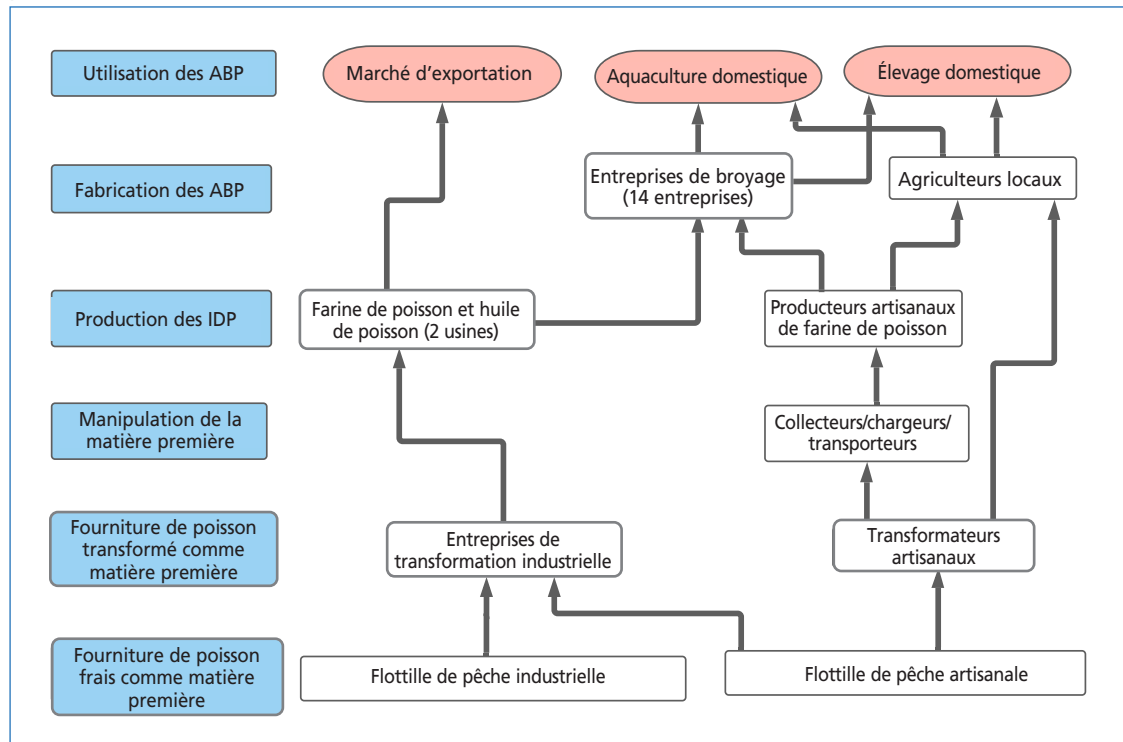 Utilisation des ABP
Marché d'exportation
Aquaculture domestique
Élevage domestique
Fabrication des ABP
Entreprises de broyage
(14 entreprises)
Agriculteurs locaux
Production des IDP
Farine de poisson et huile
de poisson (2 usines)
Producteurs artisanaux
de farine de poisson
Manipulation de la
matière première
Collecteurs/chargeurs/
transporteurs
Fourniture de poisson
transformé comme
matière première
Entreprises de
transformation industrielle
Transformateurs
artisanaux
Fourniture de poisson
frais comme matière
première
Flottille de pêche industrielle
Flottille de pêche artisanale